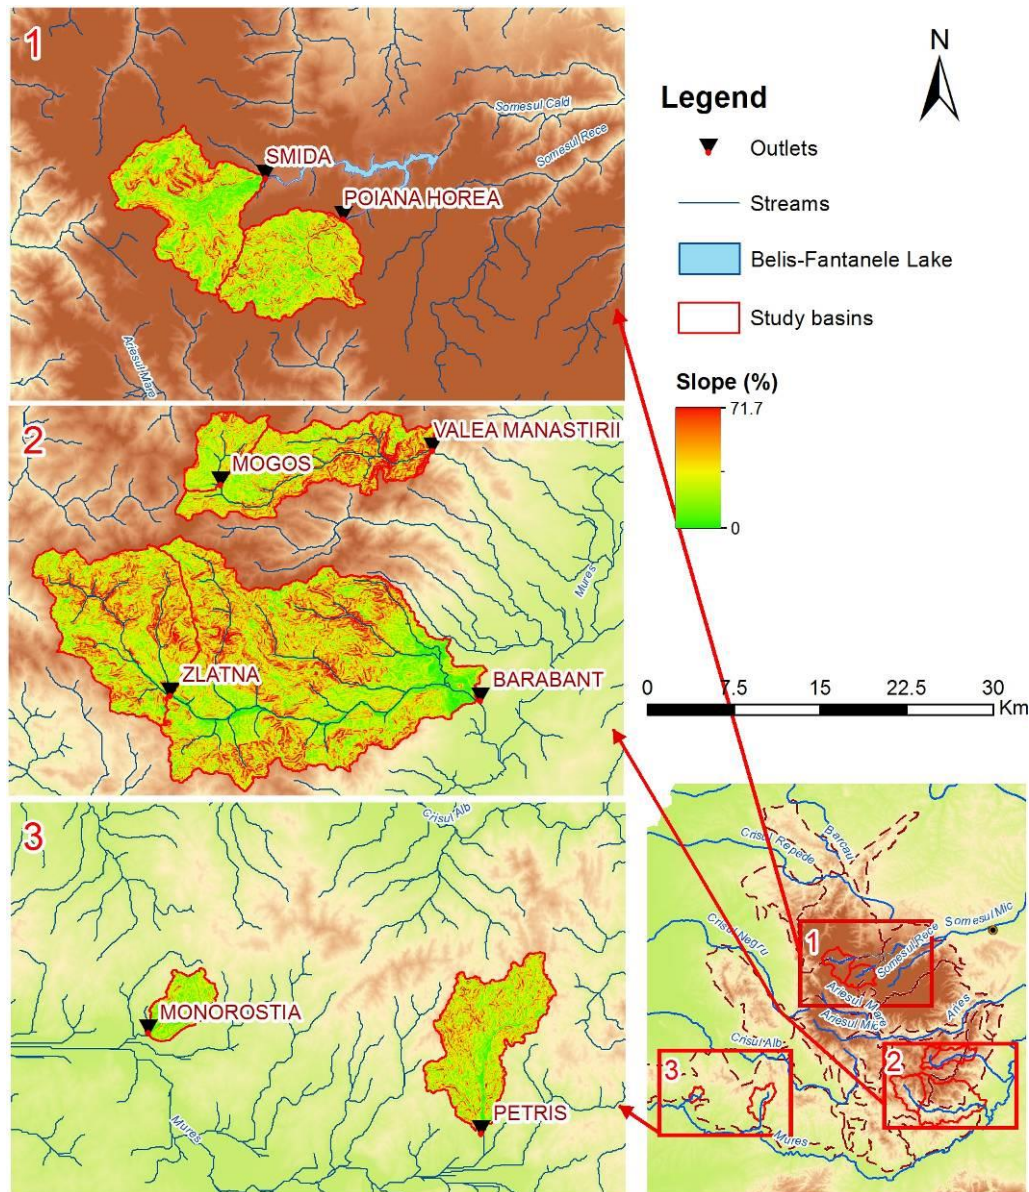 1
SMIDA
POIANA HOREA
Somesul Cald
Somesul Rece
Ariesul Mare
2
VALEA MANASTIRII
MOGOS
Mures
ZLATNA
BARABANT
3
Crisul Alb
MONOROSTIA
PETRIS
Mures
N
Legend
Outlets
Streams
Belis-Fantanele Lake
Study basins
Slope (%)
71.7
0
0 7.5 15 22.5 30
Km
Barcau
Crisul Repede
Crisul Negru
1
Somesul Mic
Somesul Rece
Ariesul Mare
Ariesul Mic
Aries
Crisul Alb
2
3
Mures